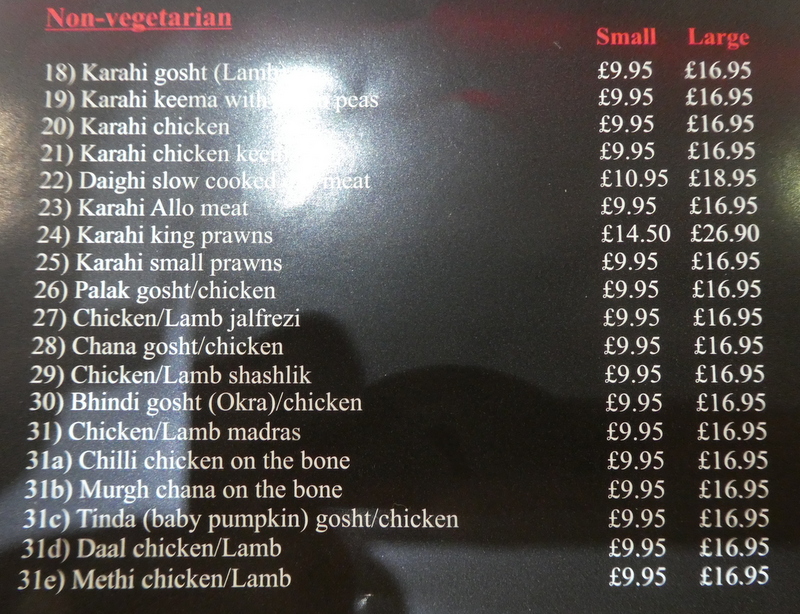 Non-vegetarian
Small Large
18) Karahi gosht (Lamb £9.95 £16.95
19) Karahi keema with peas £9.95 £16.95
20) Karahi chicken £9.95 £16.95
21) Karahi chicken £9.95 £16.95
22) Daighi slow cooked meat £10.95 £18.95
23) Karahi Allo meat £9.95 £16.95
24) Karahi king prawns £14.50 £26.90
25) Karahi small prawns £9.95 £16.95
26) Palak gosht/chicken £9.95 £16.95
27) Chicken/Lamb jalfrezi £9.95 £16.95
28) Chana gosht/chicken £9.95 £16.95
29) Chicken/Lamb shashlik £9.95 £16.95
30) Bhindi gosht (Okra)/chicken £9.95 £16.95
31) Chicken/Lamb madras £9.95 £16.95
31a) Chilli chicken on the bone £9.95 £16.95
31b) Murgh chana on the bone £9.95 £16.95
31c) Tinda (baby pumpkin) gosht/chicken £9.95 £16.95
31d) Daal chicken/Lamb £9.95 £16.95
31e) Methi chicken/Lamb £9.95 £16.95